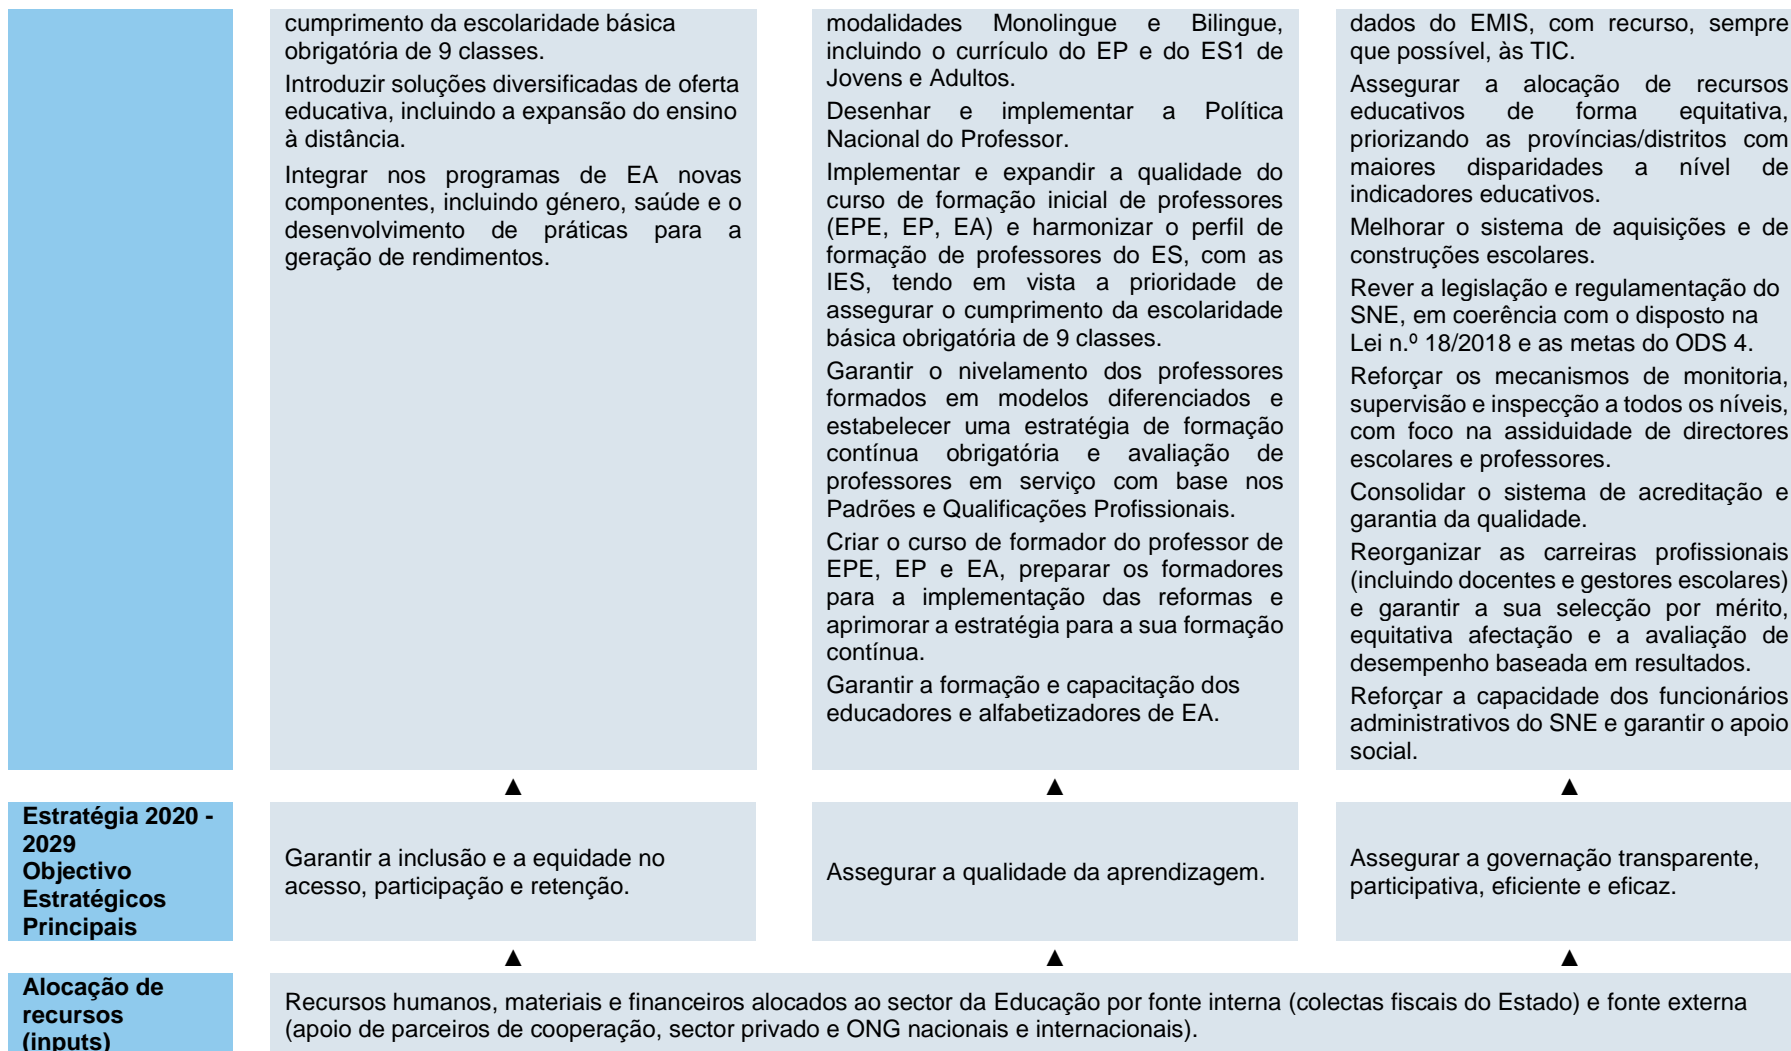 cumprimento da escolaridade básica
obrigatória de 9 classes.
Introduzir soluções diversificadas de oferta
educativa, incluindo a expansão do ensino
à distância.
Integrar nos programas de EA novas
componentes, incluindo género, saúde e o
desenvolvimento de práticas para a
geração de rendimentos.
modalidades Monolingue e Bilingue,
incluindo o currículo do EP e do ES1 de
Jovens e Adultos.
Desenhar e implementar a Política
Nacional do Professor.
Implementar e expandir a qualidade do
curso de formação inicial de professores
(EPE, EP, EA) e harmonizar o perfil de
formação de professores do ES, com as
IES, tendo em vista a prioridade de
assegurar o cumprimento da escolaridade
básica obrigatória de 9 classes.
Garantir o nivelamento dos professores
formados em modelos diferenciados e
estabelecer uma estratégia de formação
contínua obrigatória e avaliação de
professores em serviço com base nos
Padrões e Qualificações Profissionais.
Criar o curso de formador do professor de
EPE, EP e EA, preparar os formadores
para a implementação das reformas e
aprimorar a estratégia para a sua formação
contínua.
Garantir a formação e capacitação dos
educadores e alfabetizadores de EA.
dados do EMIS, com recurso, sempre
que possível, às TIC.
Assegurar a alocação de recursos
educativos de forma equitativa,
priorizando as províncias/distritos com
maiores disparidades a nível de
indicadores educativos.
Melhorar o sistema de aquisições e de
construções escolares.
Rever a legislação e regulamentação do
SNE, em coerência com o disposto na
Lei n.º 18/2018 e as metas do ODS 4.
Reforçar os mecanismos de monitoria,
supervisão e inspecção a todos os níveis,
com foco na assiduidade de directores
escolares e professores.
Consolidar o sistema de acreditação e
garantia da qualidade.
Reorganizar as carreiras profissionais
(incluindo docentes e gestores escolares)
e garantir a sua selecção por mérito,
equitativa afectação e a avaliação de
desempenho baseada em resultados.
Reforçar a capacidade dos funcionários
administrativos do SNE e garantir o apoio
social.
Estratégia 2020 -
2029
Objectivo
Estratégicos
Principais
Garantir a inclusão e a equidade no
acesso, participação e retenção.
Assegurar a qualidade da aprendizagem.
Assegurar a governação transparente,
participativa, eficiente e eficaz.
Alocação de
recursos
(inputs)
Recursos humanos, materiais e financeiros alocados ao sector da Educação por fonte interna (colectas fiscais do Estado) e fonte externa
(apoio de parceiros de cooperação, sector privado e ONG nacionais e internacionais).